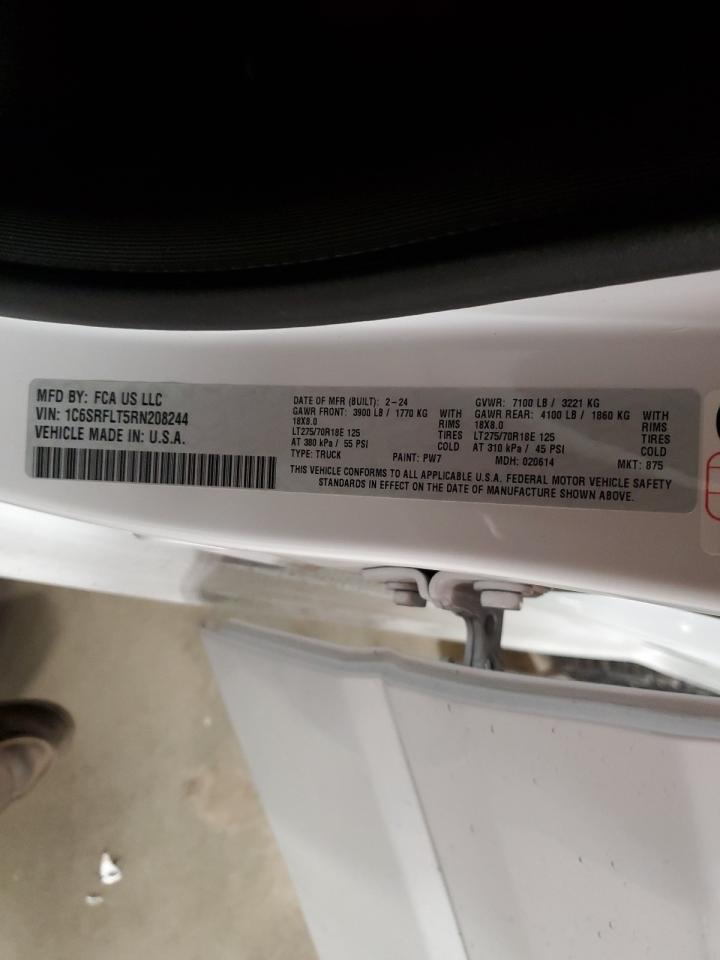 MFD BY: FCA US LLC
VIN: 1C6SRFLT5RN208244
VEHICLE MADE IN: U.S.A.
DATE OF MFR (BUILT): 2-24
GAWR FRONT: 3900 LB / 1770 KG WITH
18X8.0 RIMS
LT275/70R18E 125 TIRES
AT 380 kPa / 55 PSI COLD
TYPE: TRUCK PAINT: PW7
GVWR: 7100 LB / 3221 KG
GAWR REAR: 4100 LB / 1860 KG WITH
18X8.0 RIMS
LT275/70R18E 125 TIRES
AT 310 kPa / 45 PSI COLD
MDH: 020614 MKT: 875
THIS VEHICLE CONFORMS TO ALL APPLICABLE U.S.A. FEDERAL MOTOR VEHICLE SAFETY
STANDARDS IN EFFECT ON THE DATE OF MANUFACTURE SHOWN ABOVE.